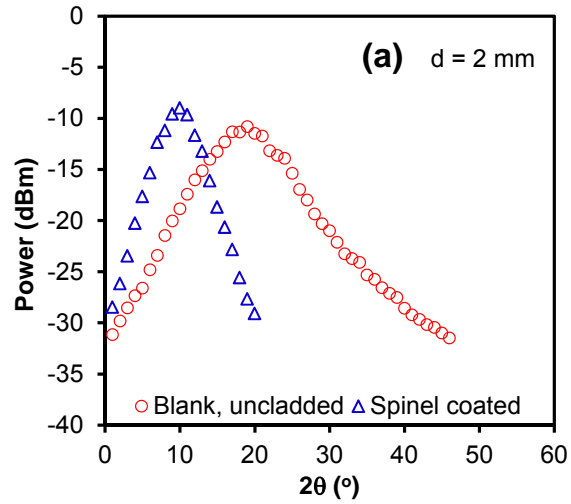 (a) d = 2 mm
Power (dBm)
0
-5
-10
-15
-20
-25
-30
-35
-40
Blank, uncladded Spinel coated
0 10 20 30 40 50 60
2θ (º)